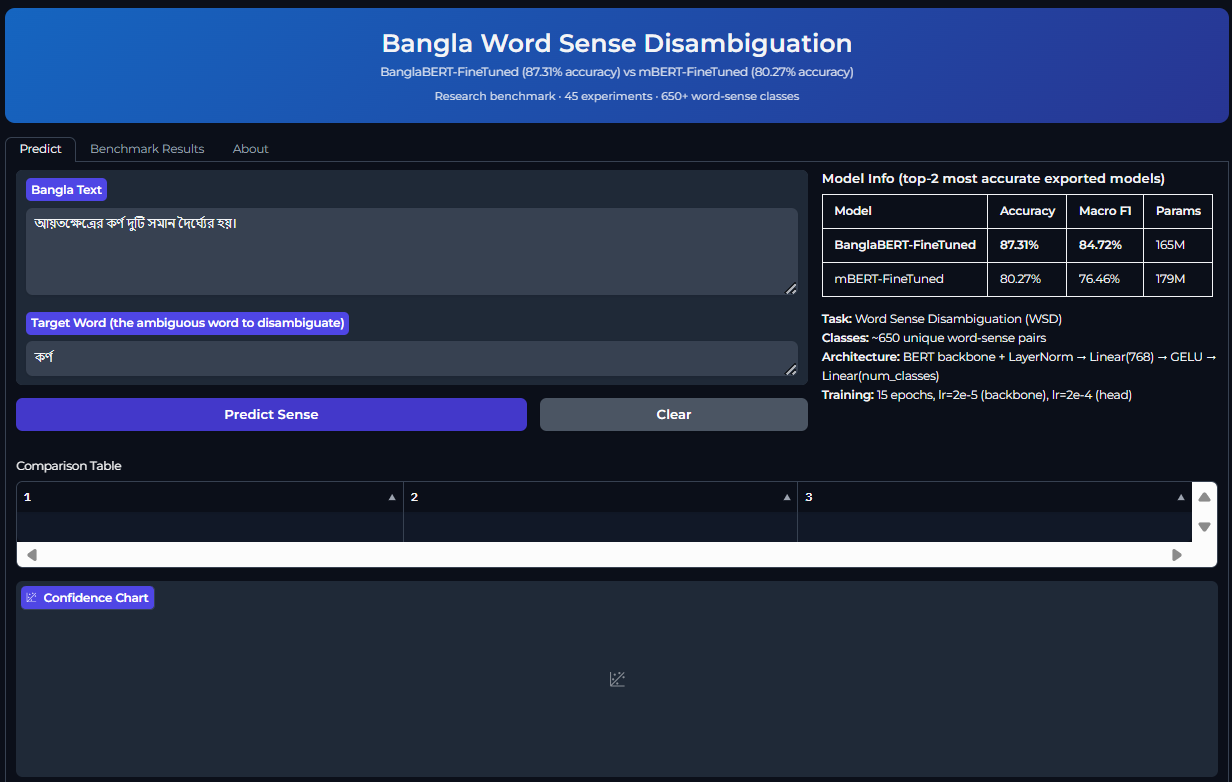 Bangla Word Sense Disambiguation
BanglaBERT-FineTuned (87.31% accuracy) vs mBERT-FineTuned (80.27% accuracy)
Research benchmark · 45 experiments · 650+ word-sense classes
Predict Benchmark Results About
Bangla Text
আয়তক্ষেত্রের কর্ণ দুটি সমান দৈর্ঘ্যের হয়।
Target Word (the ambiguous word to disambiguate)
কর্ণ
Predict Sense Clear
Model Info (top-2 most accurate exported models)
Model Accuracy Macro F1 Params
BanglaBERT-FineTuned 87.31% 84.72% 165M
mBERT-FineTuned 80.27% 76.46% 179M
Task: Word Sense Disambiguation (WSD)
Classes: ~650 unique word-sense pairs
Architecture: BERT backbone + LayerNorm → Linear(768) → GELU →
Linear(num_classes)
Training: 15 epochs, lr=2e-5 (backbone), lr=2e-4 (head)
Comparison Table
1 2 3
Confidence Chart